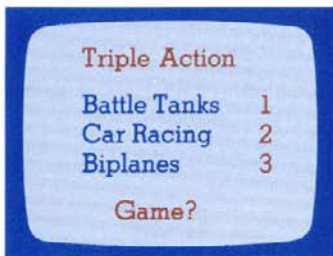 Triple Action
Battle Tanks 1
Car Racing 2
Biplanes 3
Game?